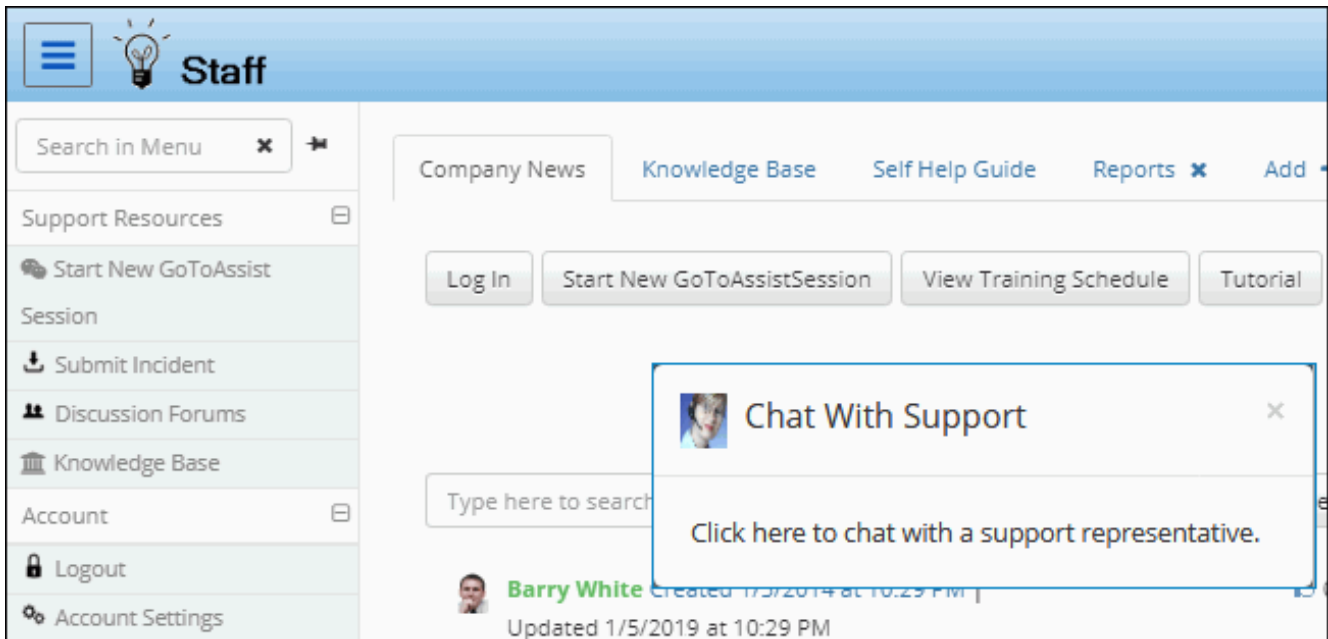 Staff
Search in Menu
Support Resources
Start New GoToAssist
Session
Submit Incident
Discussion Forums
Knowledge Base
Account
Logout
Account Settings
Company News Knowledge Base Self Help Guide Reports Add
Log In Start New GoToAssistSession View Training Schedule Tutorial
Chat With Support
Click here to chat with a support representative.
Type here to search
Barry White Created 1/5/2014 at 10:29 PM |
Updated 1/5/2019 at 10:29 PM